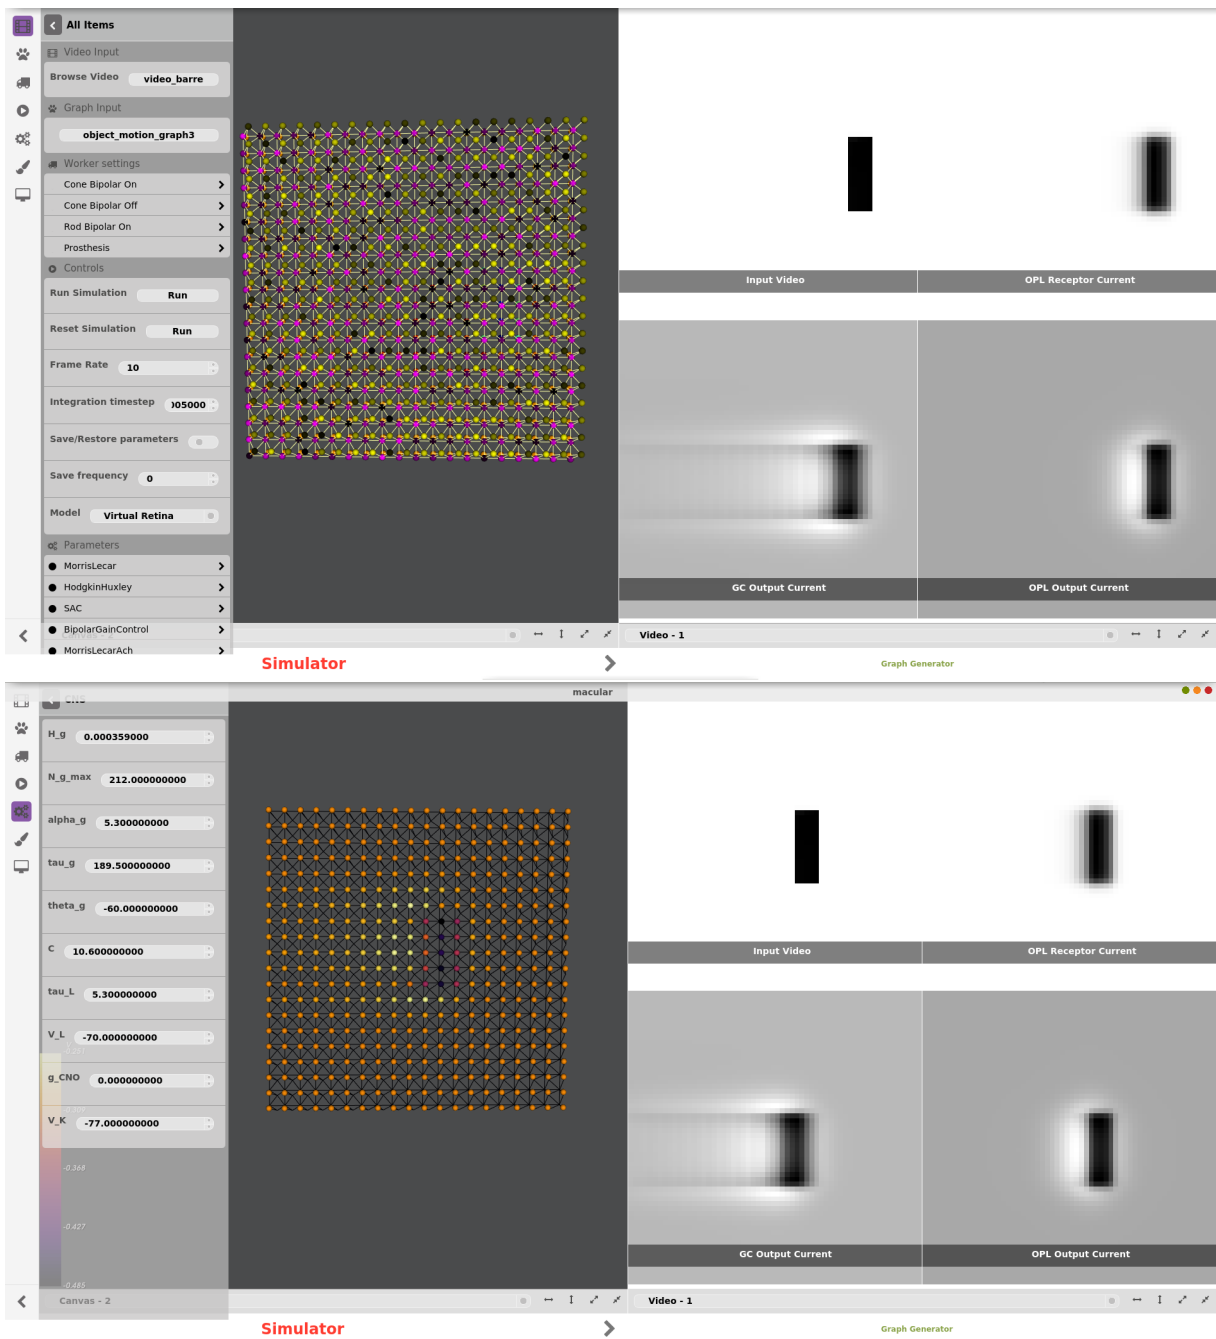 All Items
Video Input
Browse Video video_barre
Graph Input
object_motion_graph3
Worker settings
Cone Bipolar On
Cone Bipolar Off
Rod Bipolar On
Prosthesis
Controls
Run Simulation Run
Reset Simulation Run
Frame Rate 10
Integration timestep )05000
Save/Restore parameters
Save frequency 0
Model Virtual Retina
Parameters
MorrisLecar
HodgkinHuxley
SAC
BipolarGainControl
MorrisLecarAch
Canvas - 2
Input Video
OPL Receptor Current
GC Output Current
OPL Output Current
Video - 1
Simulator
Graph Generator
macular
CNS
H_g 0.000359000
N_g_max 212.000000000
alpha_g 5.300000000
tau_g 189.500000000
theta_g -60.000000000
C 10.600000000
tau_L 5.300000000
V_L -70.000000000
g_CNO 0.000000000
V_K -77.000000000
-0.368
-0.427
-0.485
Canvas - 2
Input Video
OPL Receptor Current
GC Output Current
OPL Output Current
Video - 1
Simulator
Graph Generator